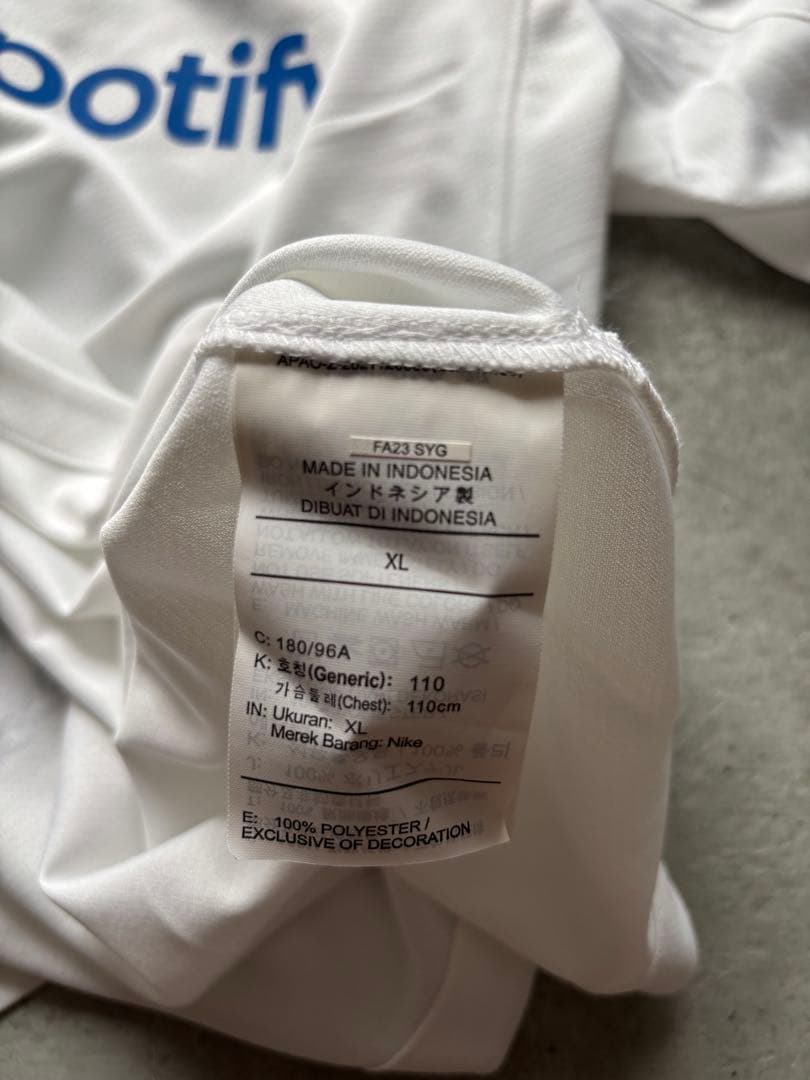 potify
FA23 SYG
MADE IN INDONESIA
インドネシア製
DIBUAT DI INDONESIA
XL
C: 180/96A
K: 호칭(Generic): 110
가슴둘레(Chest): 110cm
IN: Ukuran: XL
Merek Barang: Nike
E: 100% POLYESTER /
EXCLUSIVE OF DECORATION